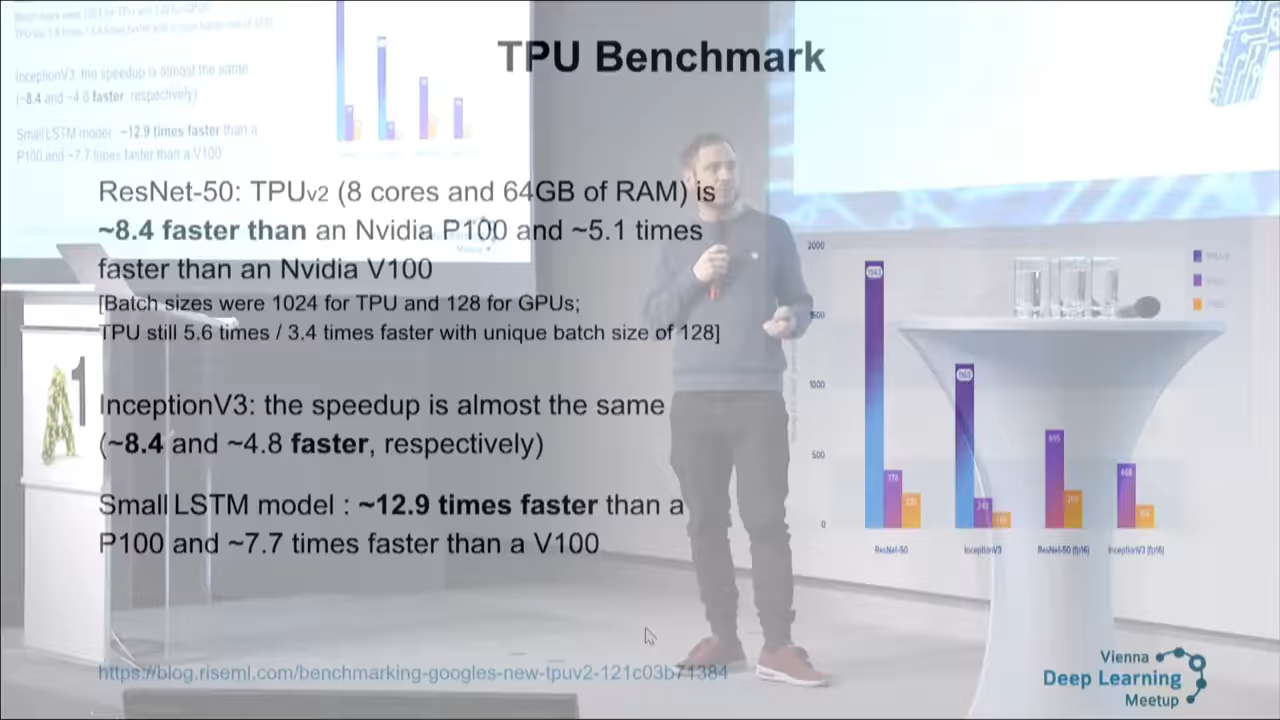 TPU Benchmark
InceptionV3: the speedup is almost the same
(~8.4 and ~4.8 faster, respectively)
Small LSTM model : ~12.9 times faster than a
P100 and ~7.7 times faster than a V100
ResNet-50: TPUv2 (8 cores and 64GB of RAM) is
~8.4 faster than an Nvidia P100 and ~5.1 times
faster than an Nvidia V100
[Batch sizes were 1024 for TPU and 128 for GPUs;
TPU still 5.6 times / 3.4 times faster with unique batch size of 128]
InceptionV3: the speedup is almost the same
(~8.4 and ~4.8 faster, respectively)
Small LSTM model : ~12.9 times faster than a
P100 and ~7.7 times faster than a V100
A1
2000
1000
500
0
695
ResNet-50
InceptionV3
ResNet-50 (fp16)
InceptionV3 (fp16)
https://blog.riseml.com/benchmarking-googles-new-tpuv2-121c03b71384
Vienna
Deep Learning
Meetup